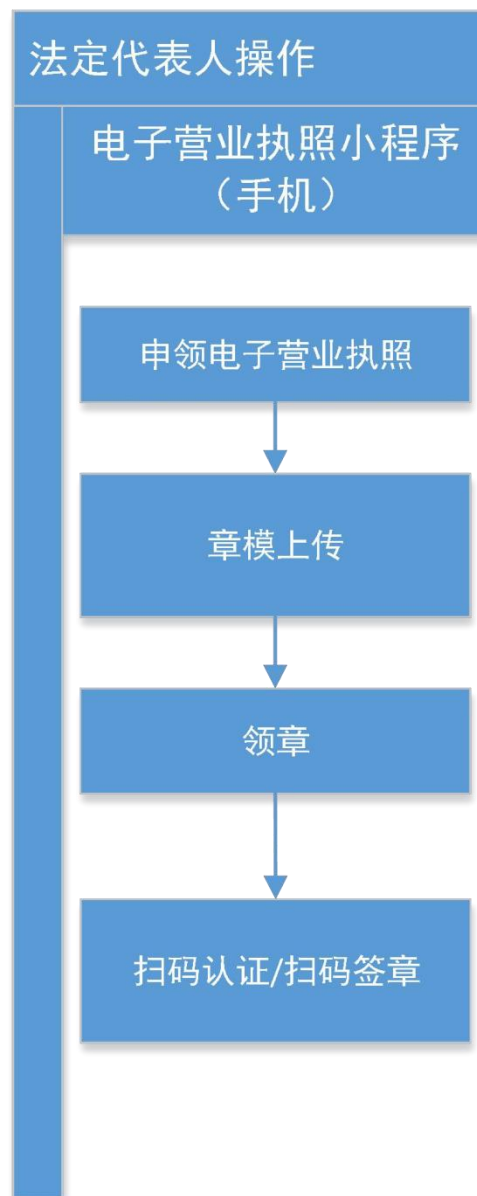 法定代表人操作
电子营业执照小程序
（手机）
申领电子营业执照
章模上传
领章
扫码认证/扫码签章